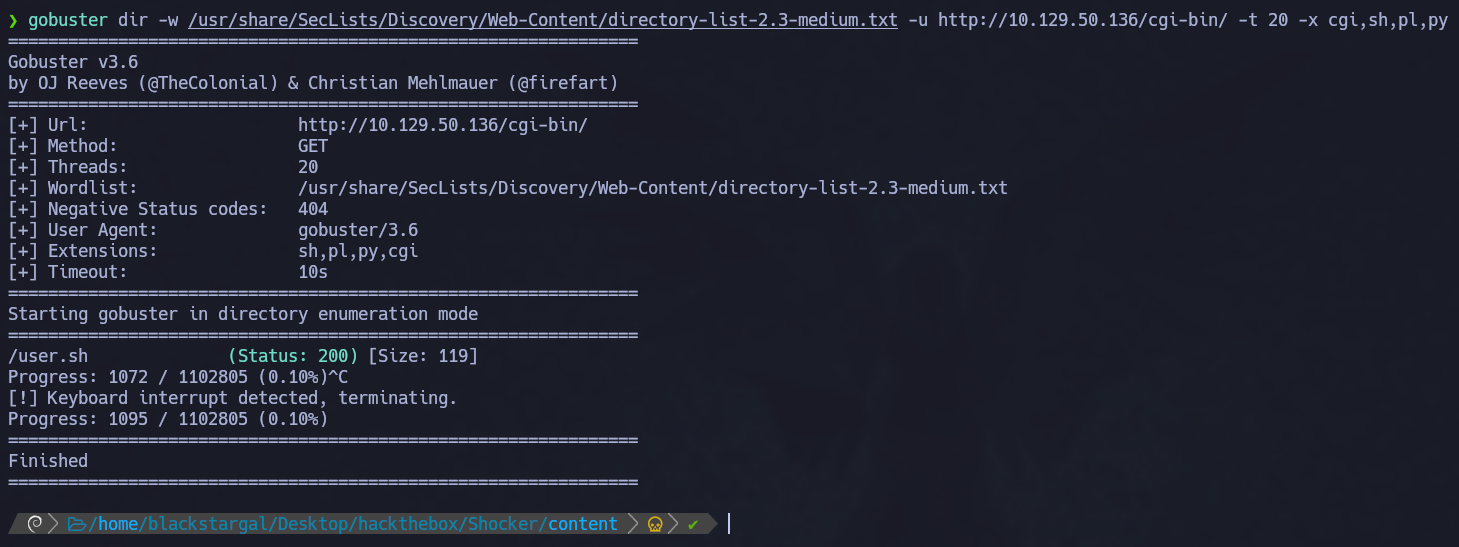 ❯ gobuster dir -w /usr/share/SecLists/Discovery/Web-Content/directory-list-2.3-medium.txt -u http://10.129.50.136/cgi-bin/ -t 20 -x cgi,sh,pl,py
===============================================================
Gobuster v3.6
by OJ Reeves (@TheColonial) & Christian Mehlmauer (@firefart)
===============================================================
[+] Url:                     http://10.129.50.136/cgi-bin/
[+] Method:                  GET
[+] Threads:                 20
[+] Wordlist:                /usr/share/SecLists/Discovery/Web-Content/directory-list-2.3-medium.txt
[+] Negative Status codes:   404
[+] User Agent:              gobuster/3.6
[+] Extensions:              sh,pl,py,cgi
[+] Timeout:                 10s
===============================================================
Starting gobuster in directory enumeration mode
===============================================================
/user.sh              (Status: 200) [Size: 119]
Progress: 1072 / 1102805 (0.10%)^C
[!] Keyboard interrupt detected, terminating.
Progress: 1095 / 1102805 (0.10%)
===============================================================
Finished
===============================================================
/home/blackstargal/Desktop/hackthebox/Shocker/content ✔